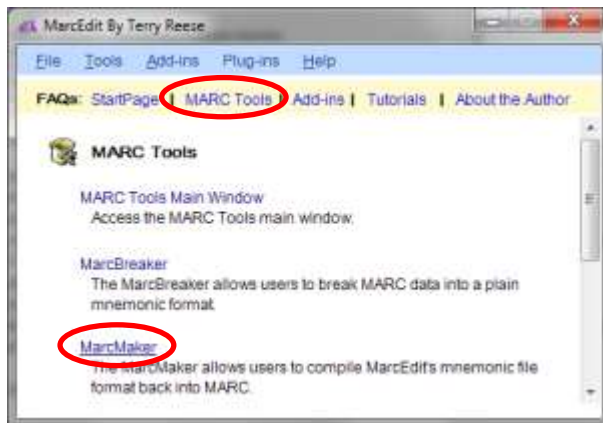 MarcEdit By Terry Reese
File Tools Add-ins Plug-ins Help
FAQs: StartPage | MARC Tools | Add-ins | Tutorials | About the Author
MARC Tools
MARC Tools Main Window
Access the MARC Tools main window.
MarcBreaker
The MarcBreaker allows users to break MARC data into a plain
mnemonic format.
MarcMaker
The MarcMaker allows users to compile MarcEdit's mnemonic file
format back into MARC.